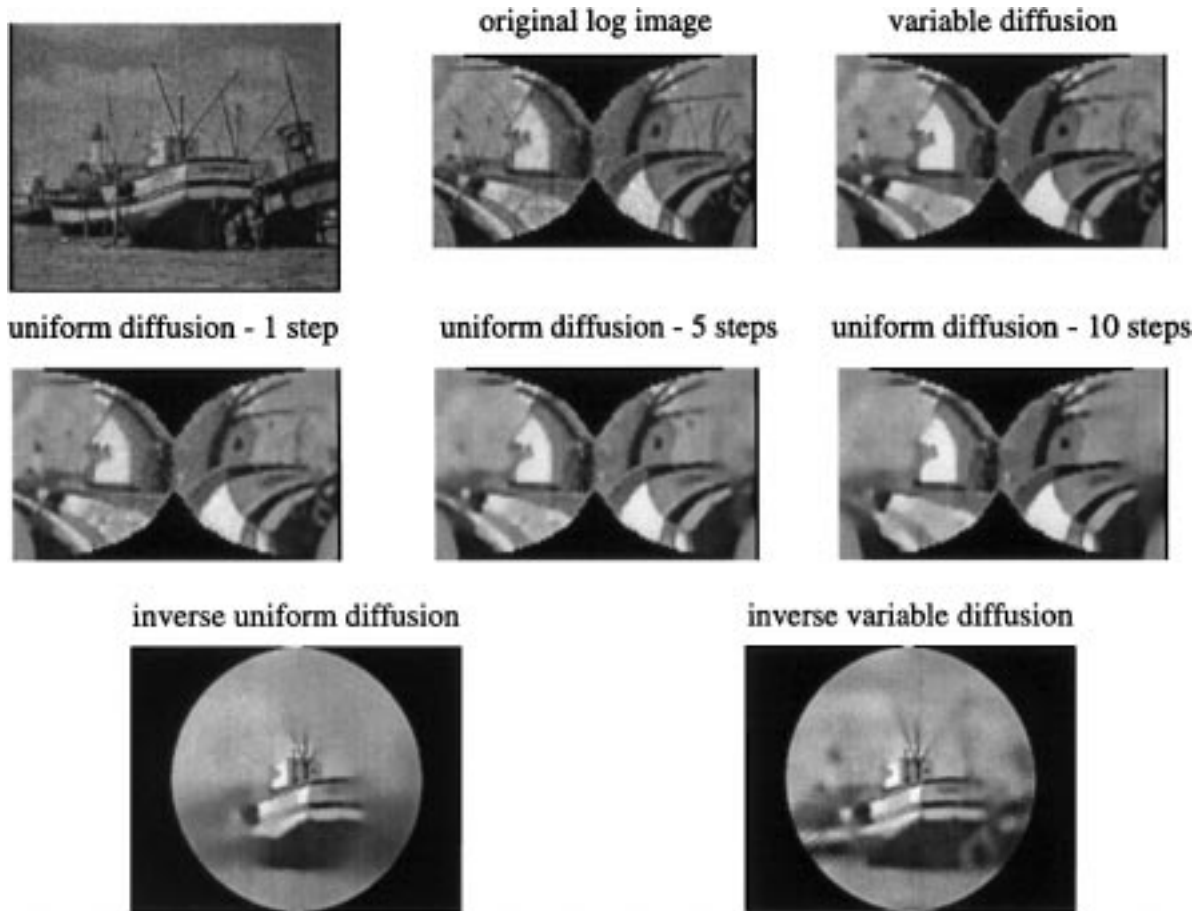 original log image
variable diffusion
uniform diffusion - 1 step
uniform diffusion - 5 steps
uniform diffusion - 10 steps
inverse uniform diffusion
inverse variable diffusion